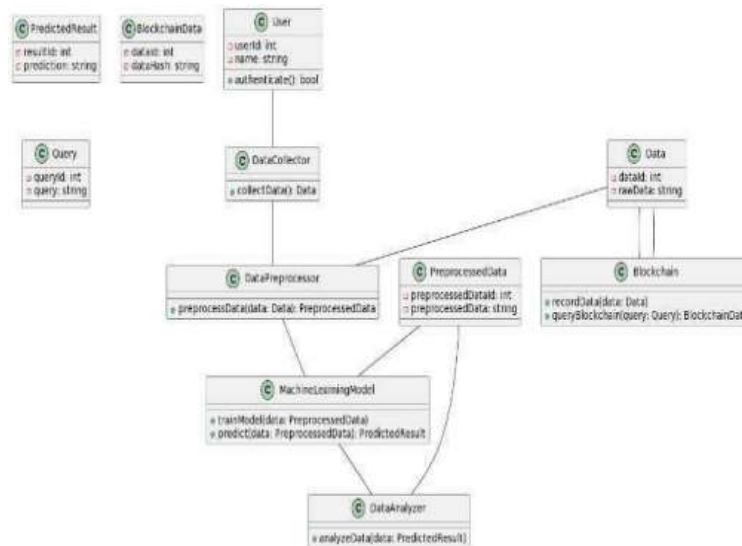 C PredictedResult
resultId: int
prediction: string
C BlockchainData
dataId: int
dataHash: string
C User
userId: int
name: string
authenticate(): bool
C Query
queryId: int
query: string
C DataCollector
collectData(): Data
C Data
dataId: int
rawData: string
C DataPreprocessor
preprocessData(data: Data): PreprocessedData
C PreprocessedData
preprocessedDataId: int
preprocessedData: string
C Blockchain
recordData(data: Data)
queryBlockchain(query: Query): BlockchainDat
C MachineLearningModel
trainModel(data: PreprocessedData)
predict(data: PreprocessedData): PredictedResult
C DataAnalyzer
analyzeData(data: PredictedResult)